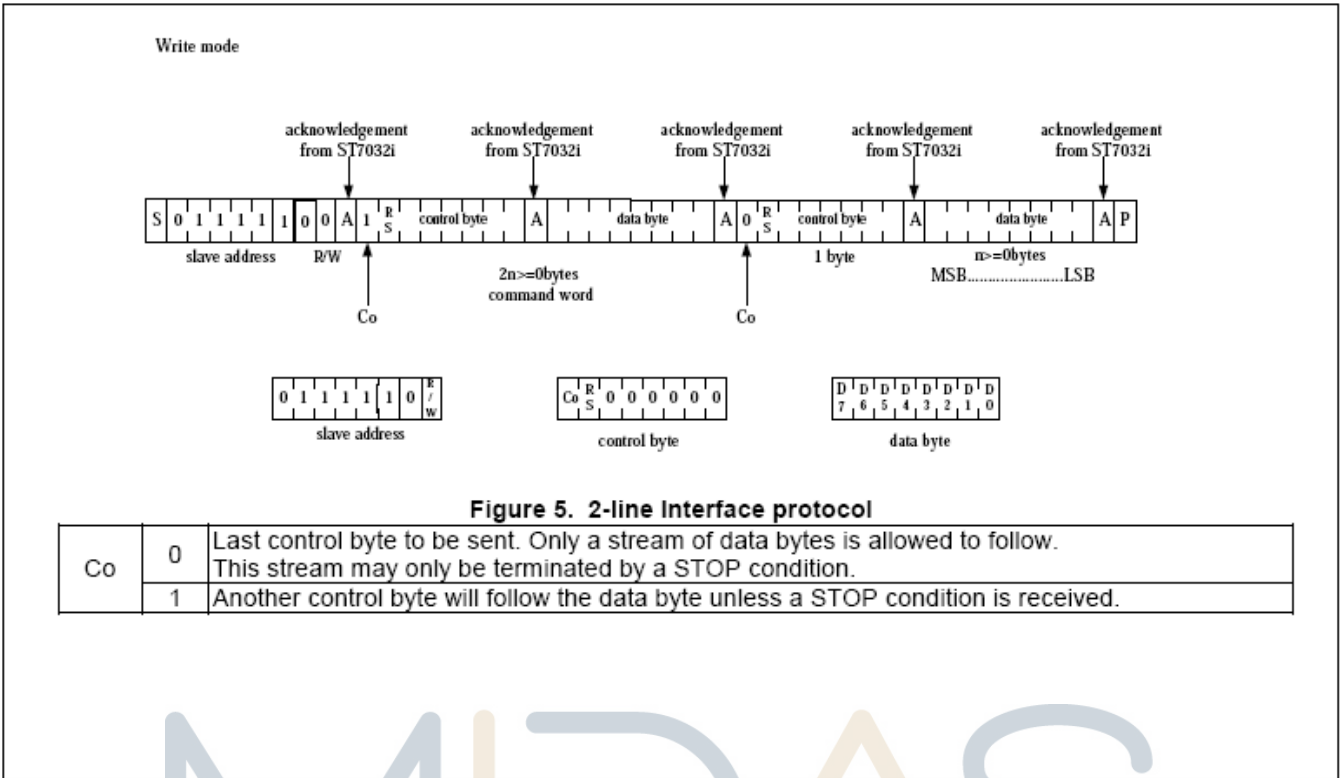 Write mode
acknowledgement acknowledgement acknowledgement acknowledgement acknowledgement
from ST7032i from ST7032i from ST7032i from ST7032i from ST7032i
S 0 1 1 1 1 1 0 0 A 1 RS control byte A data byte A 0 RS control byte A data byte A P
slave address R/W 2n>=0bytes 1 byte n>=0bytes
command word MSB........................LSB
Co Co
0 1 1 1 1 1 0 R/W Co RS 0 0 0 0 0 0 D7 D6 D5 D4 D3 D2 D1 D0
slave address control byte data byte
Figure 5. 2-line Interface protocol
Co 0 Last control byte to be sent. Only a stream of data bytes is allowed to follow.
This stream may only be terminated by a STOP condition.
1 Another control byte will follow the data byte unless a STOP condition is received.
MIDAS